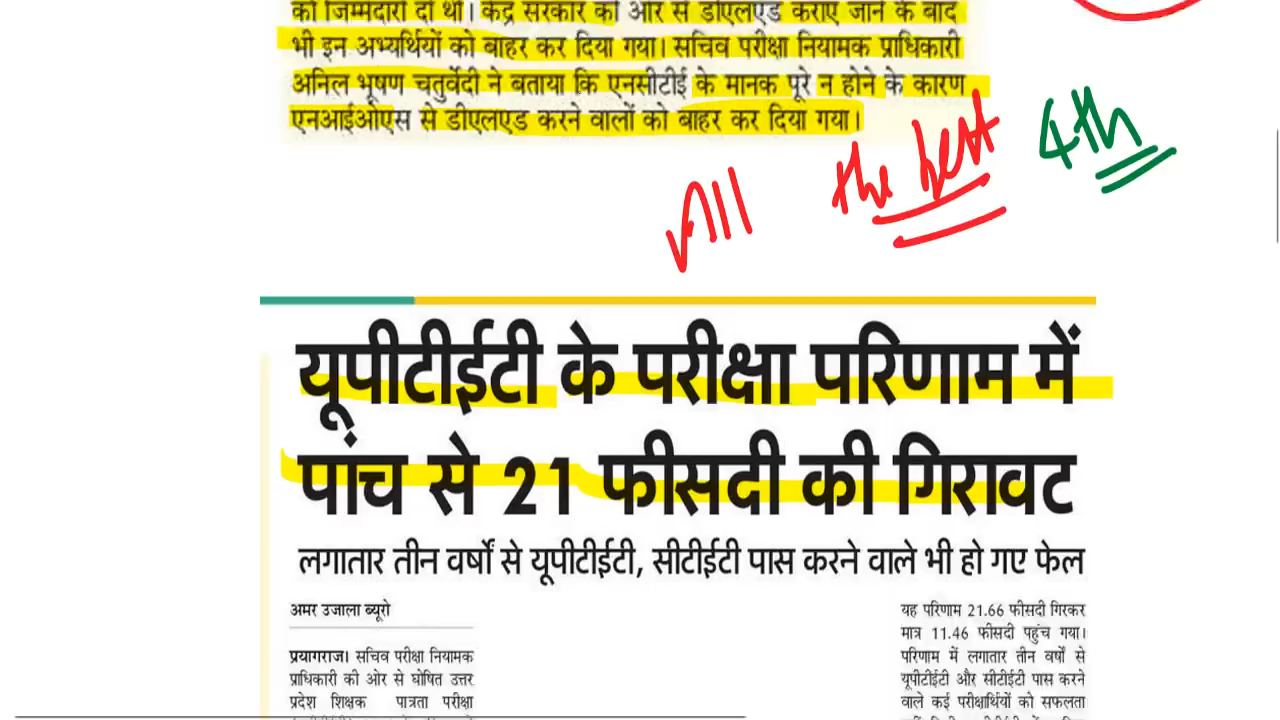 को जिम्मेदारी दी थी। केंद्र सरकार की ओर से डीएलएड कराए जाने के बाद
भी इन अभ्यर्थियों को बाहर कर दिया गया। सचिव परीक्षा नियामक प्राधिकारी
अनिल भूषण चतुर्वेदी ने बताया कि एनसीटीई के मानक पूरे न होने के कारण
एनआईओएस से डीएलएड करने वालों को बाहर कर दिया गया।
All the best 4th
यूपीटीईटी के परीक्षा परिणाम में
पांच से 21 फीसदी की गिरावट
लगातार तीन वर्षों से यूपीटीईटी, सीटीईटी पास करने वाले भी हो गए फेल
अमर उजाला ब्यूरो
प्रयागराज। सचिव परीक्षा नियामक
प्राधिकारी की ओर से घोषित उत्तर
प्रदेश शिक्षक पात्रता परीक्षा
यह परिणाम 21.66 फीसदी गिरकर
मात्र 11.46 फीसदी पहुंच गया।
परिणाम में लगातार तीन वर्षों से
यूपीटीईटी और सीटीईटी पास करने
वाले कई परीक्षार्थियों को सफलता